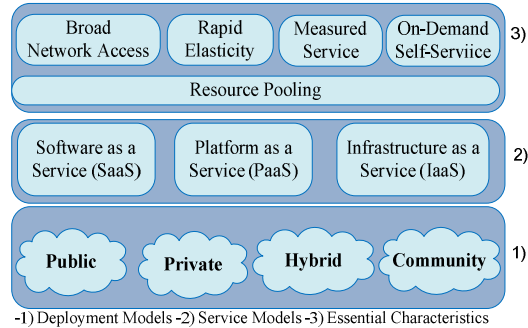 Broad Network Access
Rapid Elasticity
Measured Service
On-Demand Self-Serviice
3)
Resource Pooling
Software as a Service (SaaS)
Platform as a Service (PaaS)
Infrastructure as a Service (IaaS)
2)
Public
Private
Hybrid
Community
1)
-1) Deployment Models -2) Service Models -3) Essential Characteristics